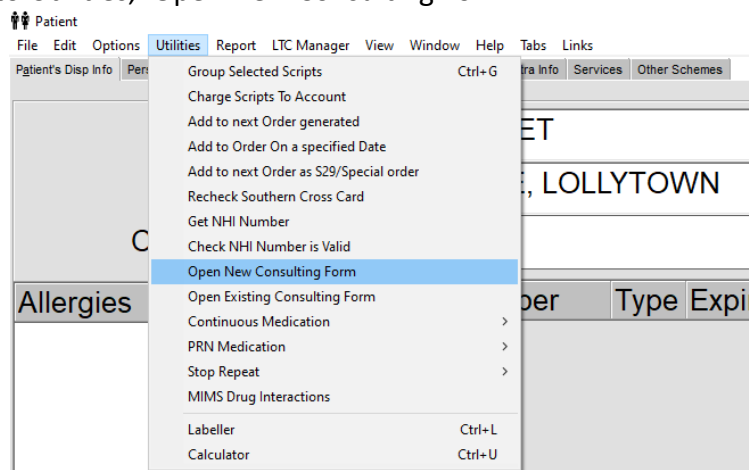 Patient
File Edit Options Utilities Report LTC Manager View Window Help Tabs Links
Patient's Disp Info Pers tra Info Services Other Schemes
Group Selected Scripts Ctrl+G
Charge Scripts To Account
Add to next Order generated
Add to Order On a specified Date
Add to next Order as S29/Special order
Recheck Southern Cross Card
Get NHI Number
Check NHI Number is Valid
Open New Consulting Form
Open Existing Consulting Form
Continuous Medication >
PRN Medication >
Stop Repeat >
MIMS Drug Interactions
Labeller Ctrl+L
Calculator Ctrl+U
ET
E, LOLLYTOWN
C
Allergies ber Type Expi